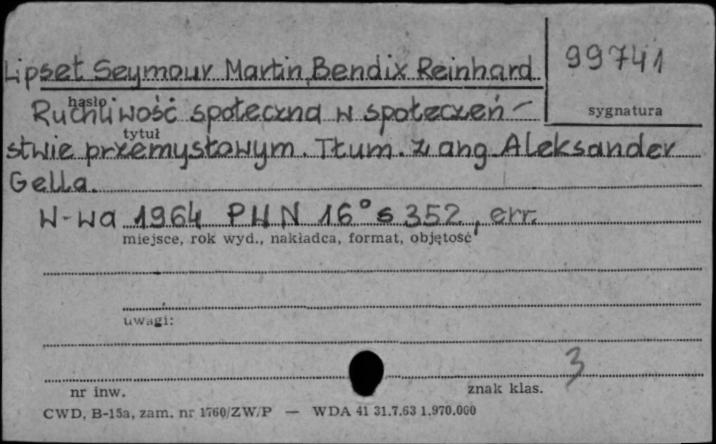 Lipset Seymour Martin, Bendix Reinhard
99741
hasło
sygnatura
Ruchliwość społeczna w społeczeń-
tytuł
stwie przemysłowym. Tłum. z ang Aleksander
Gella.
W-wa 1964 PWN 16° s 352, err.
miejsce, rok wyd., nakładca, format, objętość
uwagi:
3
nr inw.
znak klas.
CWD, B-15a, zam. nr 1760/ZW/P — WDA 41 31.7.63 1.970.000